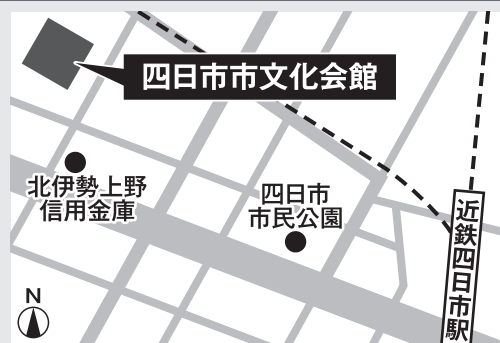 四日市市文化会館
北伊勢上野
信用金庫
四日市
市民公園
近鉄四日市駅
N